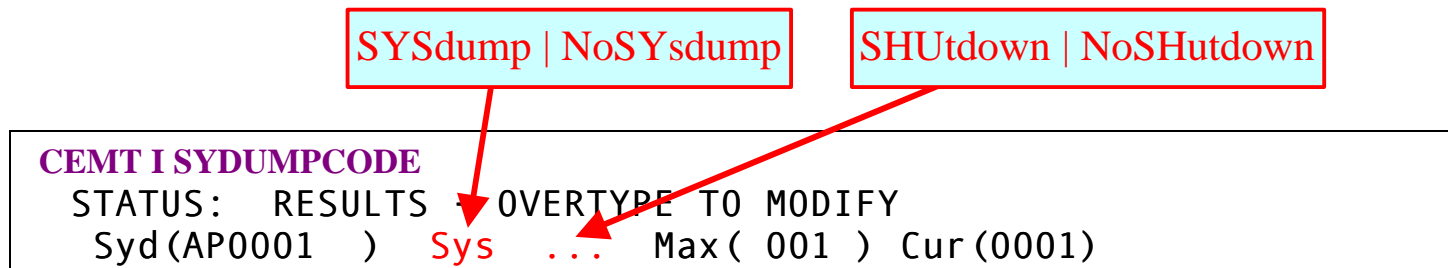 SYSdump | NoSYsdump
SHUtdown | NoSHutdown
CEMT I SYDUMPCODE
STATUS: RESULTS - OVERTYPE TO MODIFY
Syd(AP0001 ) Sys ... Max( 001 ) Cur(0001)